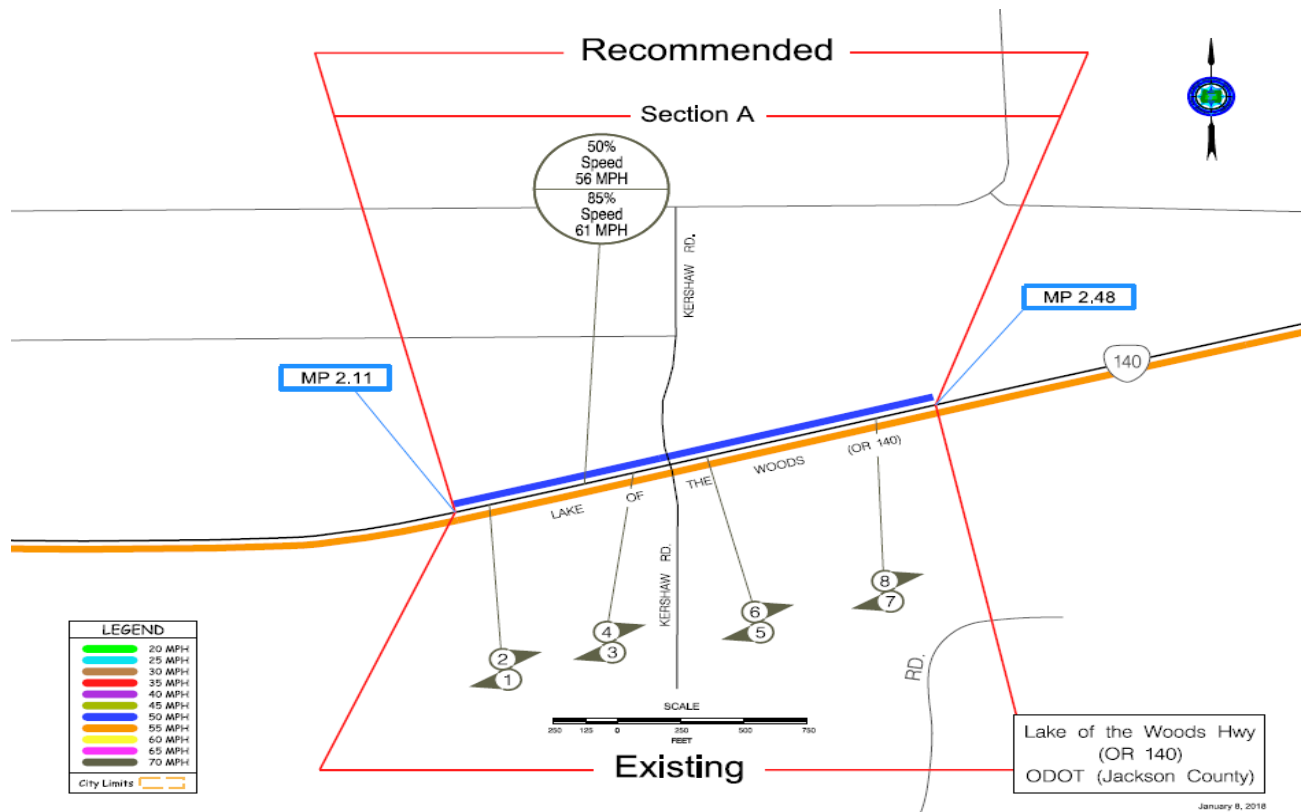 Recommended
Section A
50%
Speed
56 MPH
85%
Speed
61 MPH
KERSHAW RD.
MP 2.48
140
MP 2.11
LAKE OF THE WOODS (OR 140)
KERSHAW RD.
8
7
6
5
4
3
2
1
RD.
LEGEND
20 MPH
25 MPH
30 MPH
35 MPH
40 MPH
45 MPH
50 MPH
55 MPH
60 MPH
65 MPH
70 MPH
City Limits
SCALE
250 125 0 250 500 750
FEET
Existing
Lake of the Woods Hwy
(OR 140)
ODOT (Jackson County)
January 8, 2018